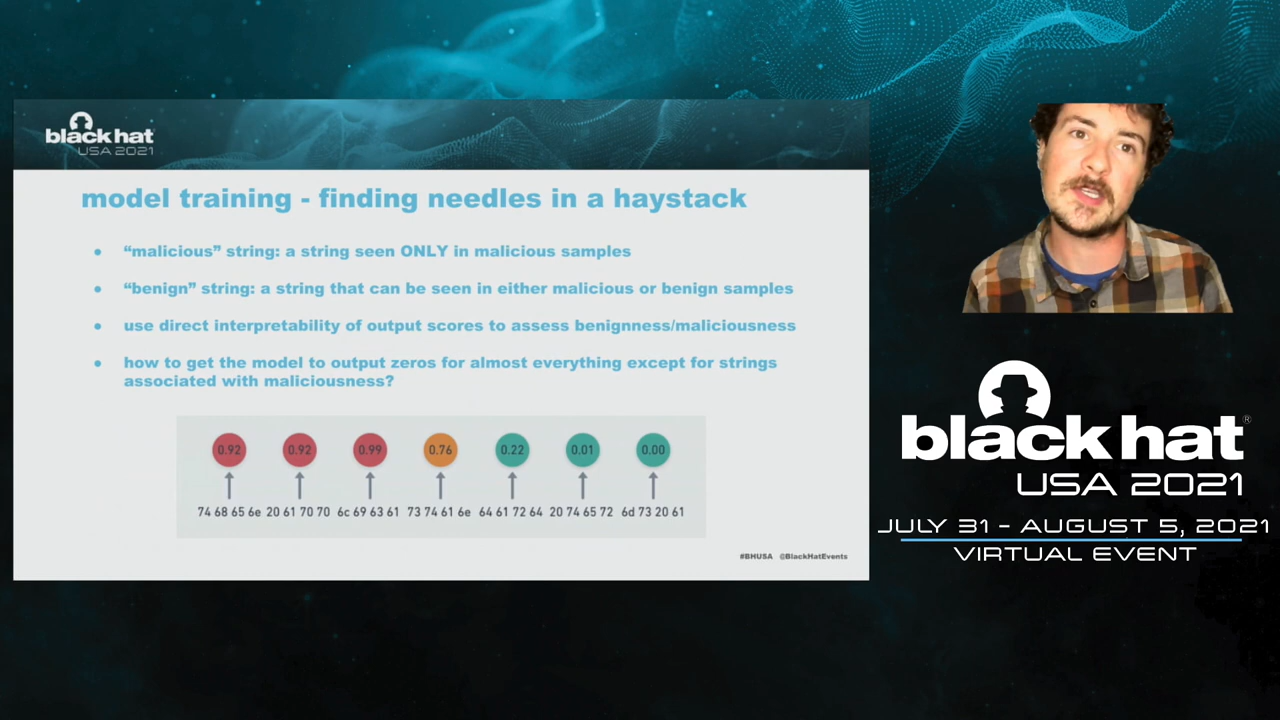 black hat
USA 2021
model training - finding needles in a haystack
● “malicious” string: a string seen ONLY in malicious samples
● “benign” string: a string that can be seen in either malicious or benign samples
● use direct interpretability of output scores to assess benignness/maliciousness
● how to get the model to output zeros for almost everything except for strings
associated with maliciousness?
0.92 0.92 0.99 0.76 0.22 0.01 0.00
74 68 65 6e 20 61 70 70 6c 69 63 61 73 74 61 6e 64 61 72 64 20 74 65 72 6d 73 20 61
#BHUSA @BlackHatEvents
black hat®
USA 2021
JULY 31 - AUGUST 5, 2021
VIRTUAL EVENT